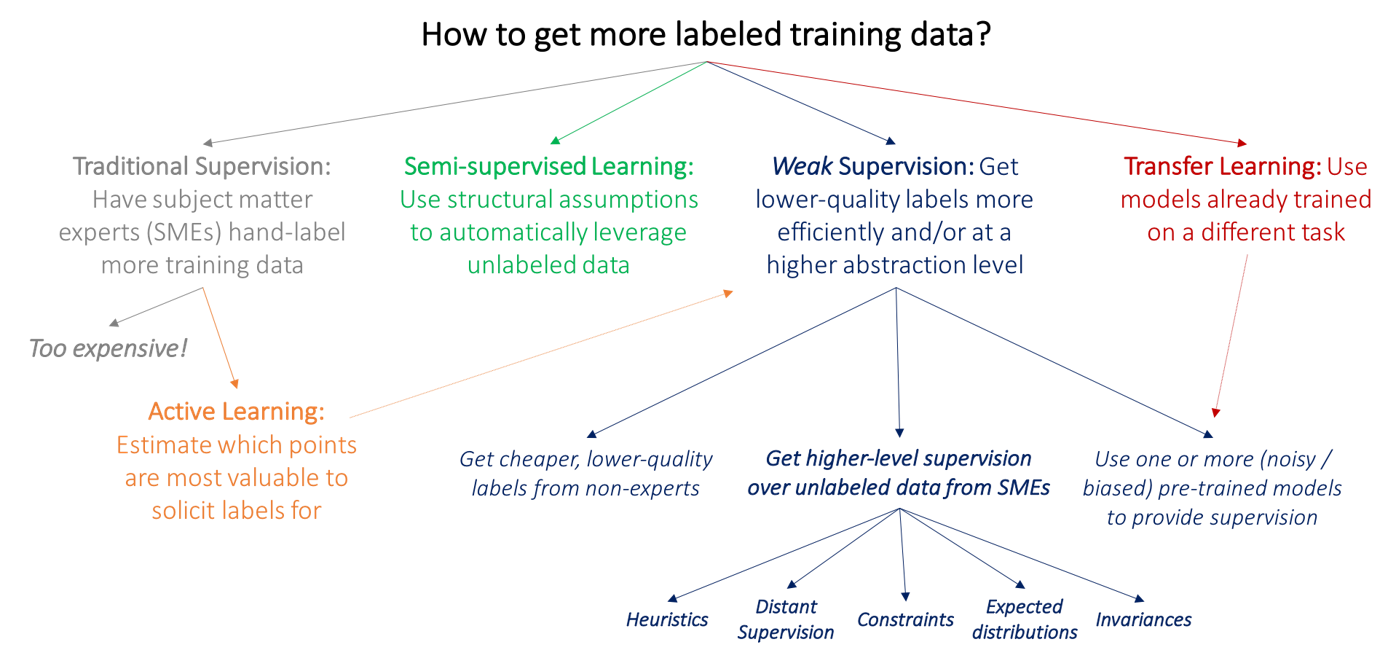 How to get more labeled training data?
Traditional Supervision:
Have subject matter
experts (SMEs) hand-label
more training data
Semi-supervised Learning:
Use structural assumptions
to automatically leverage
unlabeled data
Weak Supervision: Get
lower-quality labels more
efficiently and/or at a
higher abstraction level
Transfer Learning: Use
models already trained
on a different task
Too expensive!
Active Learning:
Estimate which points
are most valuable to
solicit labels for
Get cheaper, lower-quality
labels from non-experts
Get higher-level supervision
over unlabeled data from SMEs
Use one or more (noisy /
biased) pre-trained models
to provide supervision
Heuristics
Distant
Supervision
Constraints
Expected
distributions
Invariances